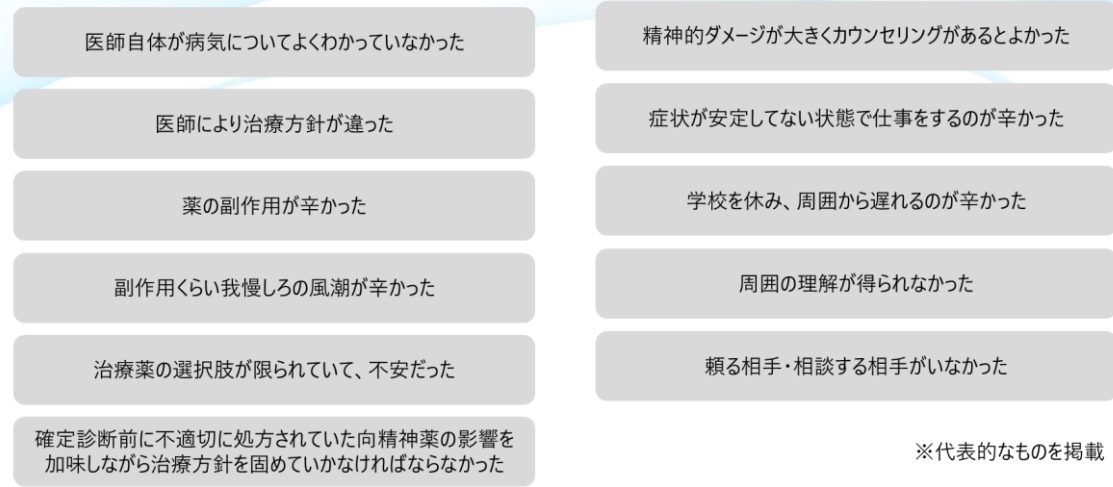 医師自体が病気についてよくわかっていなかった
医師により治療方針が違った
薬の副作用が辛かった
副作用くらい我慢しろの風潮が辛かった
治療薬の選択肢が限られていて、不安だった
確定診断前に不適切に処方されていた向精神薬の影響を
加味しながら治療方針を固めていかなければならなかった
精神的ダメージが大きくカウンセリングがあるとよかった
症状が安定してない状態で仕事をするのが辛かった
学校を休み、周囲から遅れるのが辛かった
周囲の理解が得られなかった
頼る相手・相談する相手がいなかった
※代表的なものを掲載